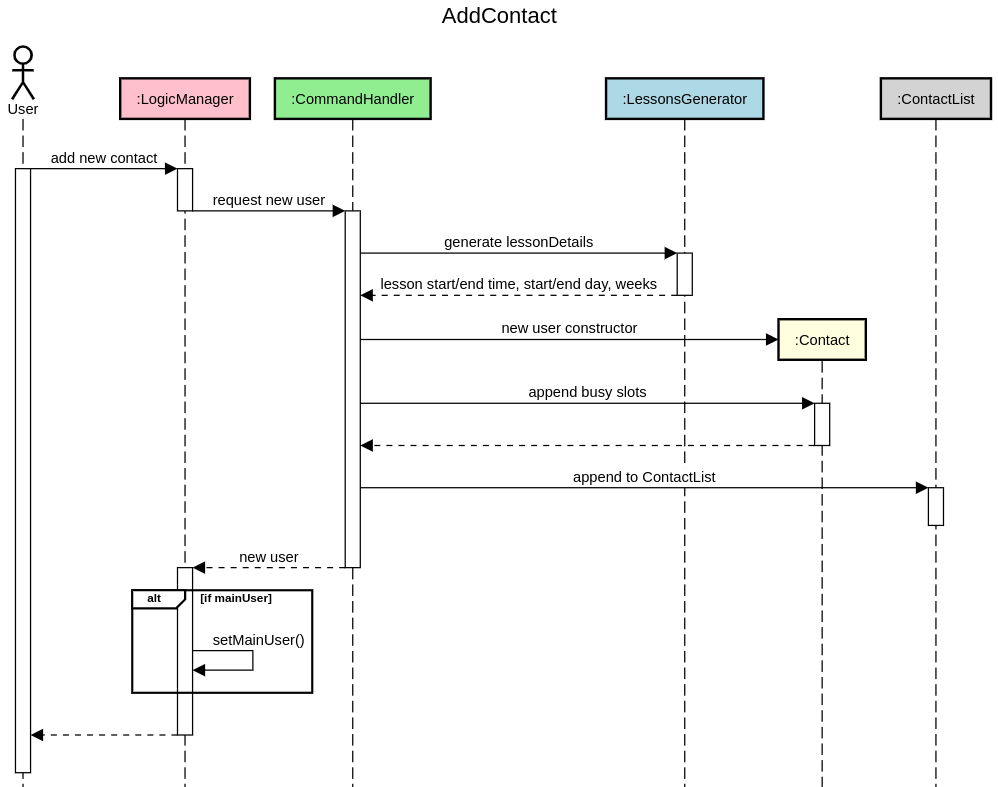 AddContact
User
:LogicManager
:CommandHandler
:LessonsGenerator
:ContactList
add new contact
request new user
generate lessonDetails
lesson start/end time, start/end day, weeks
new user constructor
:Contact
append busy slots
append to ContactList
new user
alt
[if mainUser]
setMainUser()